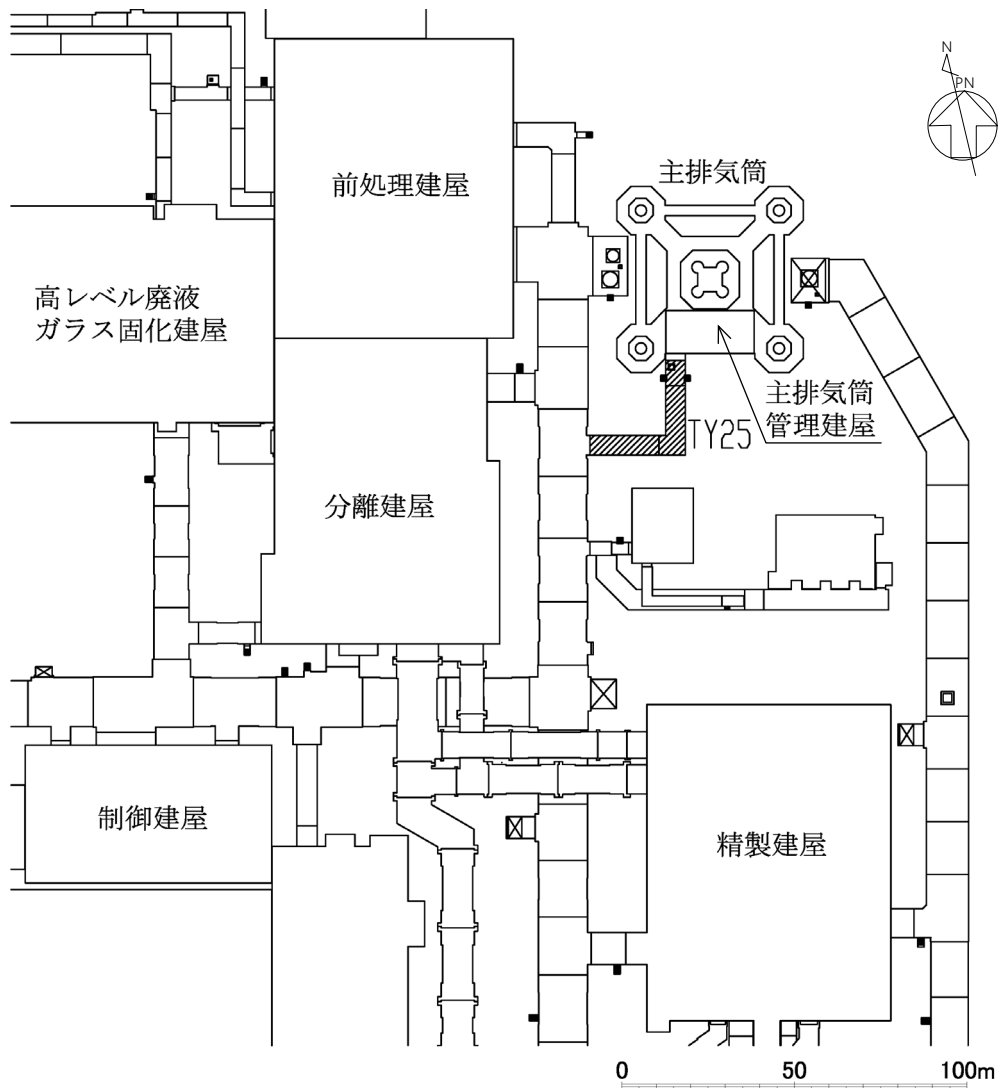 N
PN
主排気筒
前処理建屋
高レベル廃液
ガラス固化建屋
主排気筒
管理建屋
TY25
分離建屋
制御建屋
精製建屋
0 50 100m